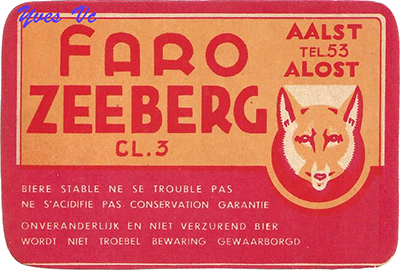 Yves Vc
FARO
ZEEBERG
CL.3
AALST
TEL.53
ALOST
BIERE STABLE NE SE TROUBLE PAS
NE S'ACIDIFIE PAS CONSERVATION GARANTIE
ONVERANDERLIJK EN NIET VERZUREND BIER
WORDT NIET TROEBEL BEWARING GEWAARBORGD